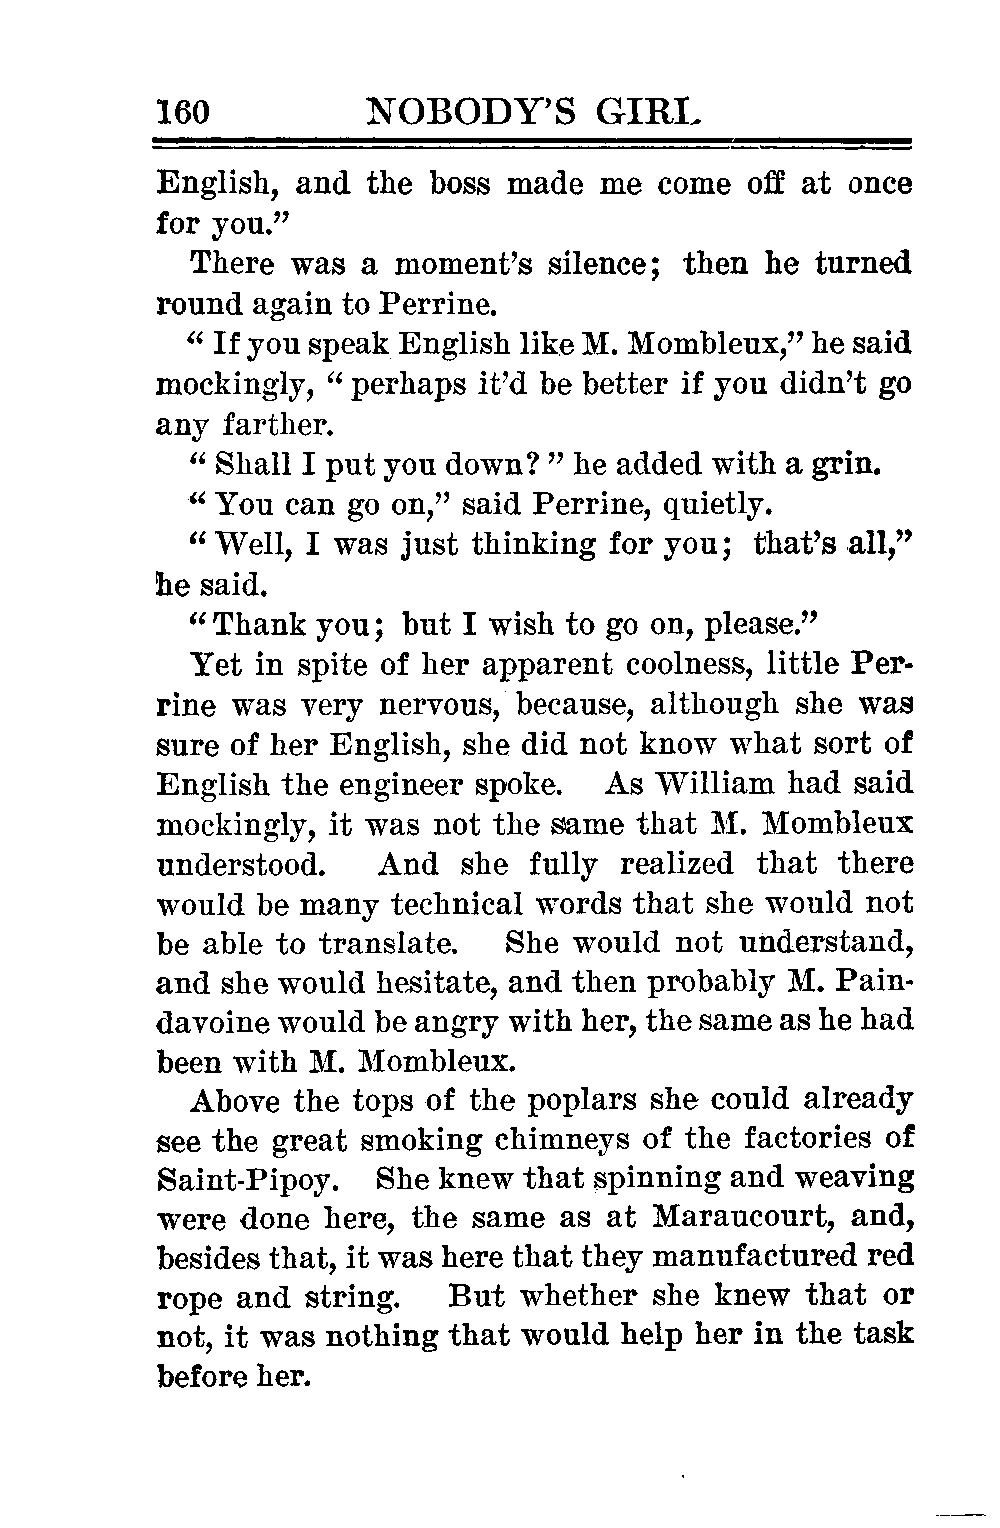 160 NOBODY'S GIRL
English, and the boss made me come off at once
for you."
There was a moment's silence; then he turned
round again to Perrine.
" If you speak English like M. Mombleux," he said
mockingly, " perhaps it'd be better if you didn't go
any farther.
" Shall I put you down? " he added with a grin.
" You can go on," said Perrine, quietly.
" Well, I was just thinking for you; that's all,"
he said.
"Thank you; but I wish to go on, please."
Yet in spite of her apparent coolness, little Per-
rine was very nervous, because, although she was
sure of her English, she did not know what sort of
English the engineer spoke. As William had said
mockingly, it was not the same that M. Mombleux
understood. And she fully realized that there
would be many technical words that she would not
be able to translate. She would not understand,
and she would hesitate, and then probably M. Pain-
davoine would be angry with her, the same as he had
been with M. Mombleux.
Above the tops of the poplars she could already
see the great smoking chimneys of the factories of
Saint-Pipoy. She knew that spinning and weaving
were done here, the same as at Maraucourt, and,
besides that, it was here that they manufactured red
rope and string. But whether she knew that or
not, it was nothing that would help her in the task
before her.